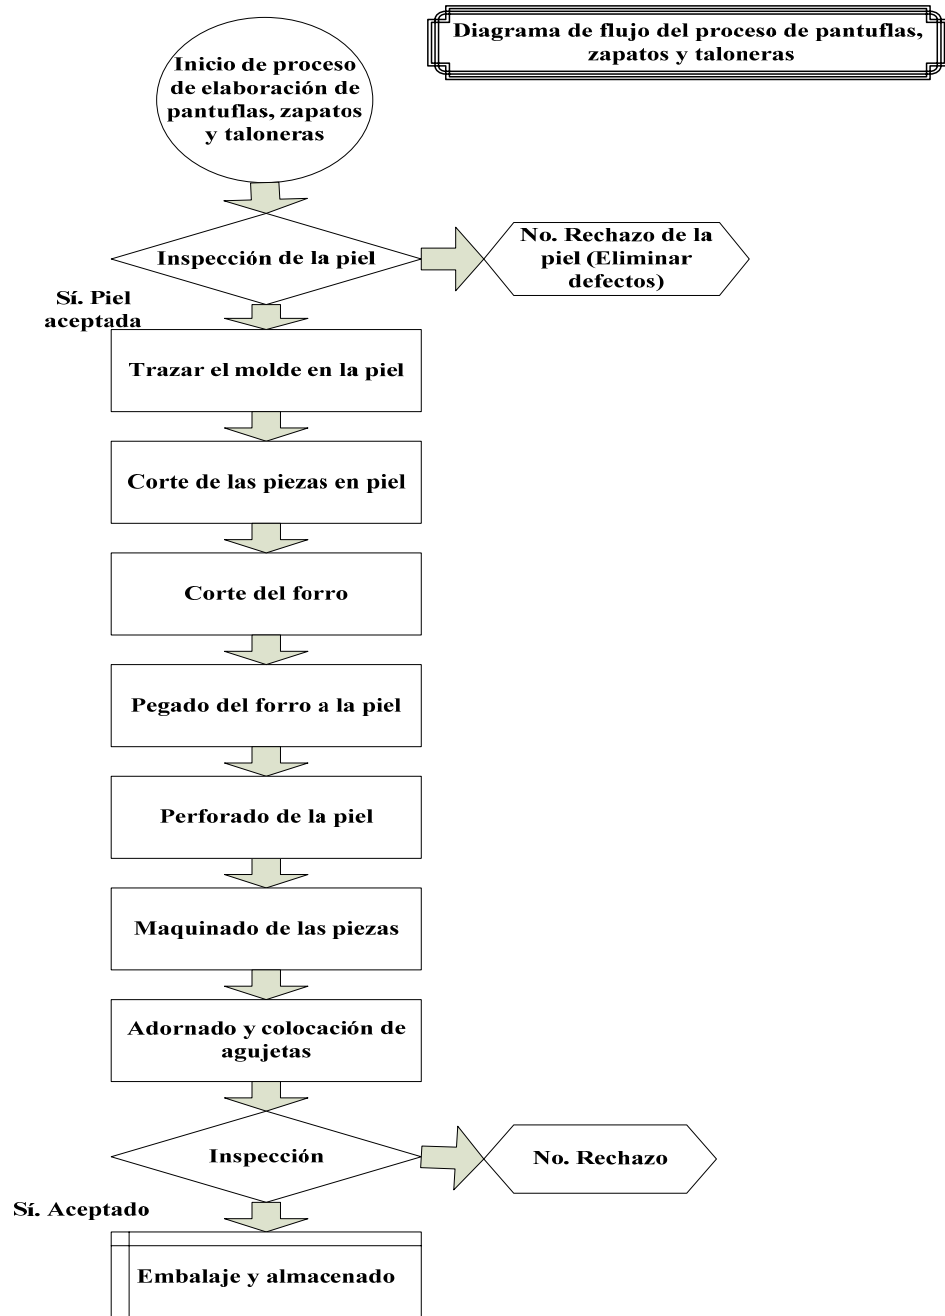 Diagrama de flujo del proceso de pantuflas,
zapatos y taloneras
Inicio de proceso
de elaboración de
pantuflas, zapatos
y taloneras
Inspección de la piel
No. Rechazo de la
piel (Eliminar
defectos)
Sí. Piel
aceptada
Trazar el molde en la piel
Corte de las piezas en piel
Corte del forro
Pegado del forro a la piel
Perforado de la piel
Maquinado de las piezas
Adornado y colocación de
agujetas
Inspección
No. Rechazo
Sí. Aceptado
Embalaje y almacenado